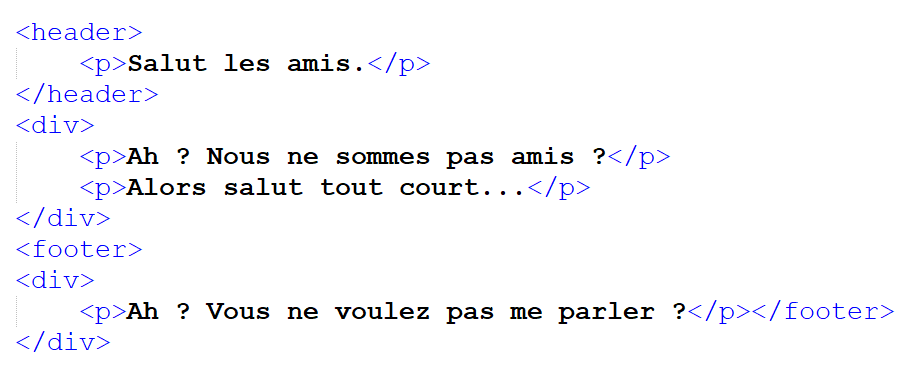 <header>
<p>Salut les amis.</p>
</header>
<div>
<p>Ah ? Nous ne sommes pas amis ?</p>
<p>Alors salut tout court...</p>
</div>
<footer>
<div>
<p>Ah ? Vous ne voulez pas me parler ?</p></footer>
</div>